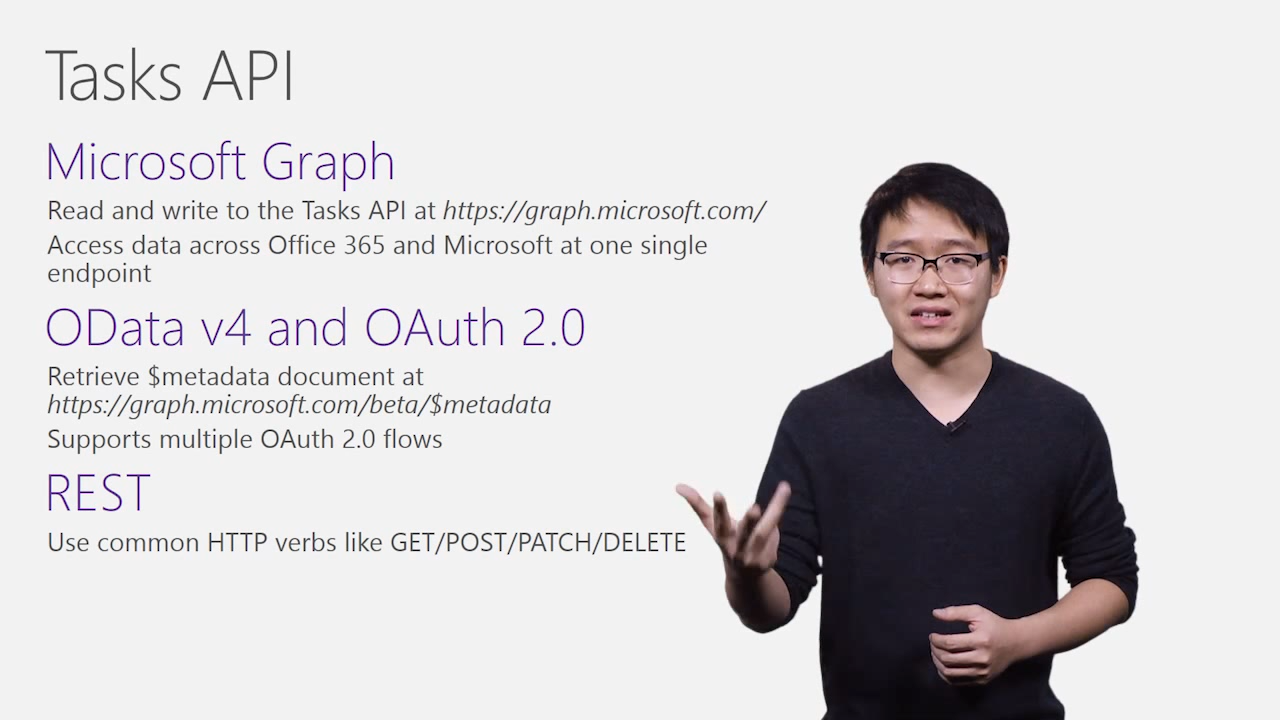 Tasks API
Microsoft Graph
Read and write to the Tasks API at https://graph.microsoft.com/
Access data across Office 365 and Microsoft at one single
endpoint
OData v4 and OAuth 2.0
Retrieve $metadata document at
https://graph.microsoft.com/beta/$metadata
Supports multiple OAuth 2.0 flows
REST
Use common HTTP verbs like GET/POST/PATCH/DELETE